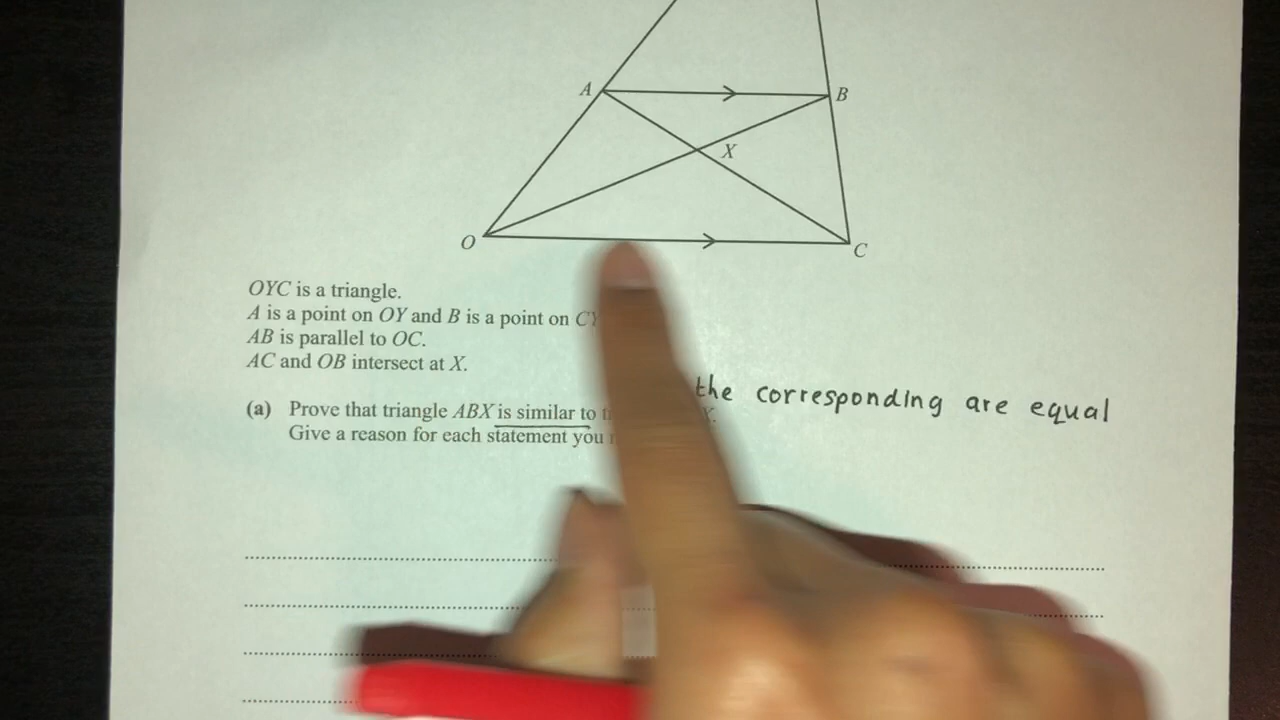 A
B
X
O
C
OYC is a triangle.
A is a point on OY and B is a point on
AB is parallel to OC.
AC and OB intersect at X.
the corresponding are equal
(a) Prove that triangle ABX is similar to
Give a reason for each statement you